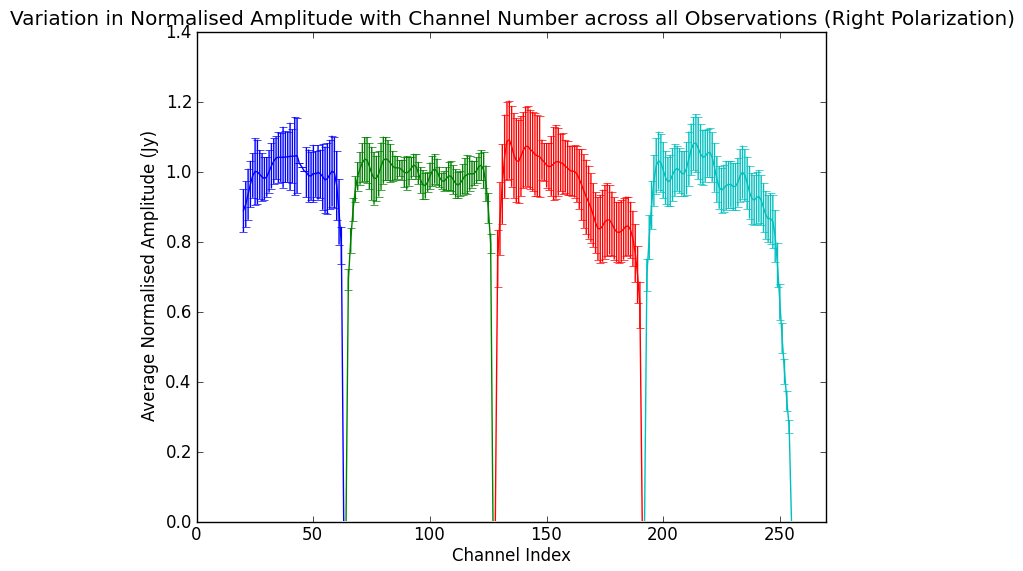 Variation in Normalised Amplitude with Channel Number across all Observations (Right Polarization)
1.4
1.2
1.0
0.8
0.6
0.4
0.2
0.0
Average Normalised Amplitude (Jy)
0 50 100 150 200 250
Channel Index